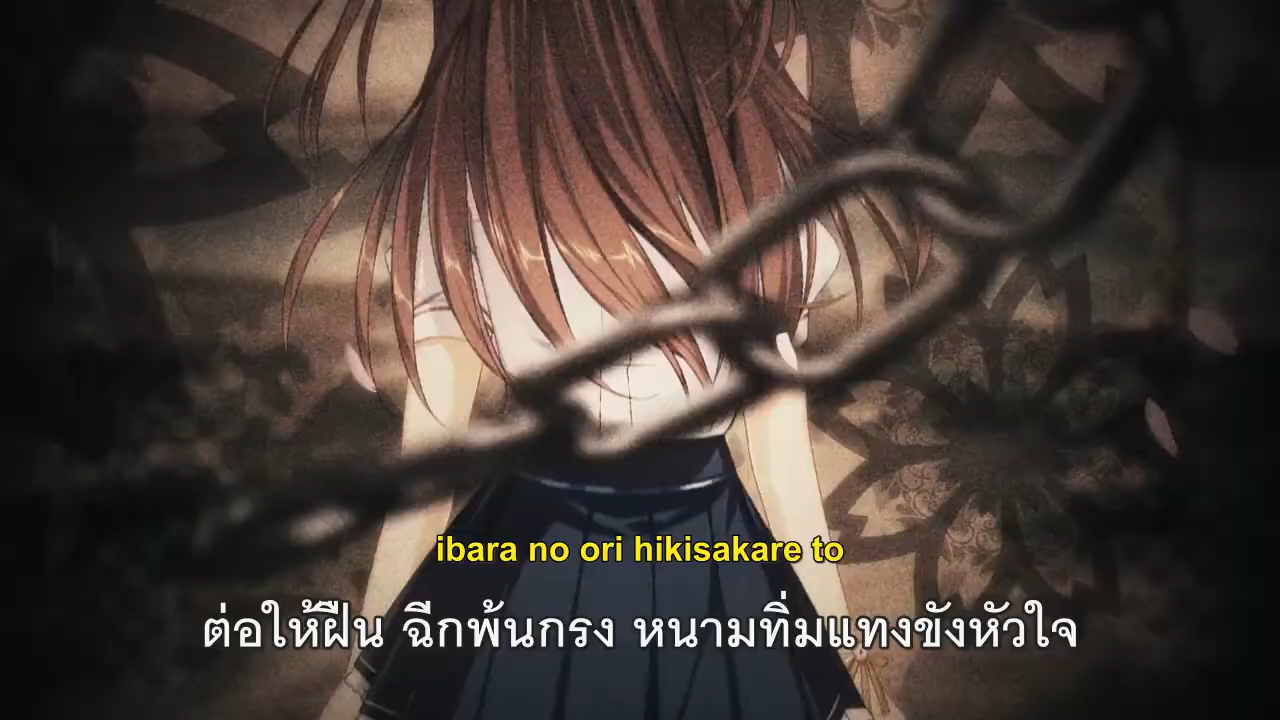 ibara no ori hikisakare to
ต่อให้ฝืน ฉีกพ้นกรง หนามทิ่มแทงขังหัวใจ